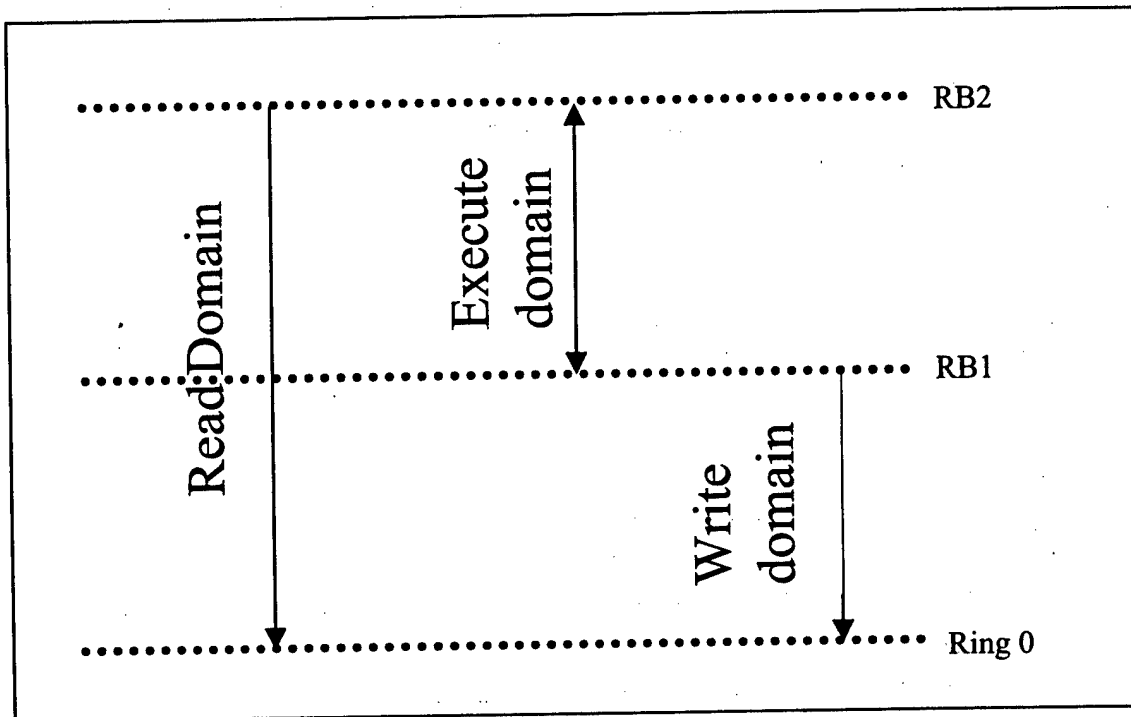 RB2
Execute
domain
Read Domain
RB1
Write
domain
Ring 0